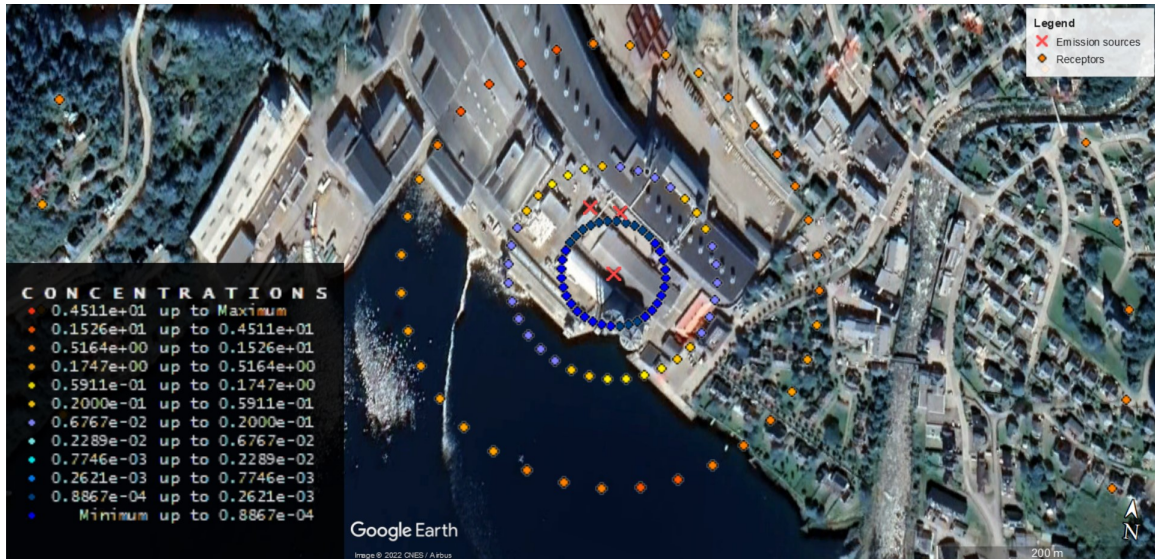 Legend
Emission sources
Receptors
C O N C E N T R A T I O N S
0.4511e+01 up to Maximum
0.1526e+01 up to 0.4511e+01
0.5164e+00 up to 0.1526e+01
0.1747e+00 up to 0.5164e+00
0.5911e-01 up to 0.1747e+00
0.2000e-01 up to 0.5911e-01
0.6767e-02 up to 0.2000e-01
0.2289e-02 up to 0.6767e-02
0.7746e-03 up to 0.2289e-02
0.2621e-03 up to 0.7746e-03
0.8867e-04 up to 0.2621e-03
Minimum up to 0.8867e-04
Google Earth
Image © 2022 CNES / Airbus
N
200 m